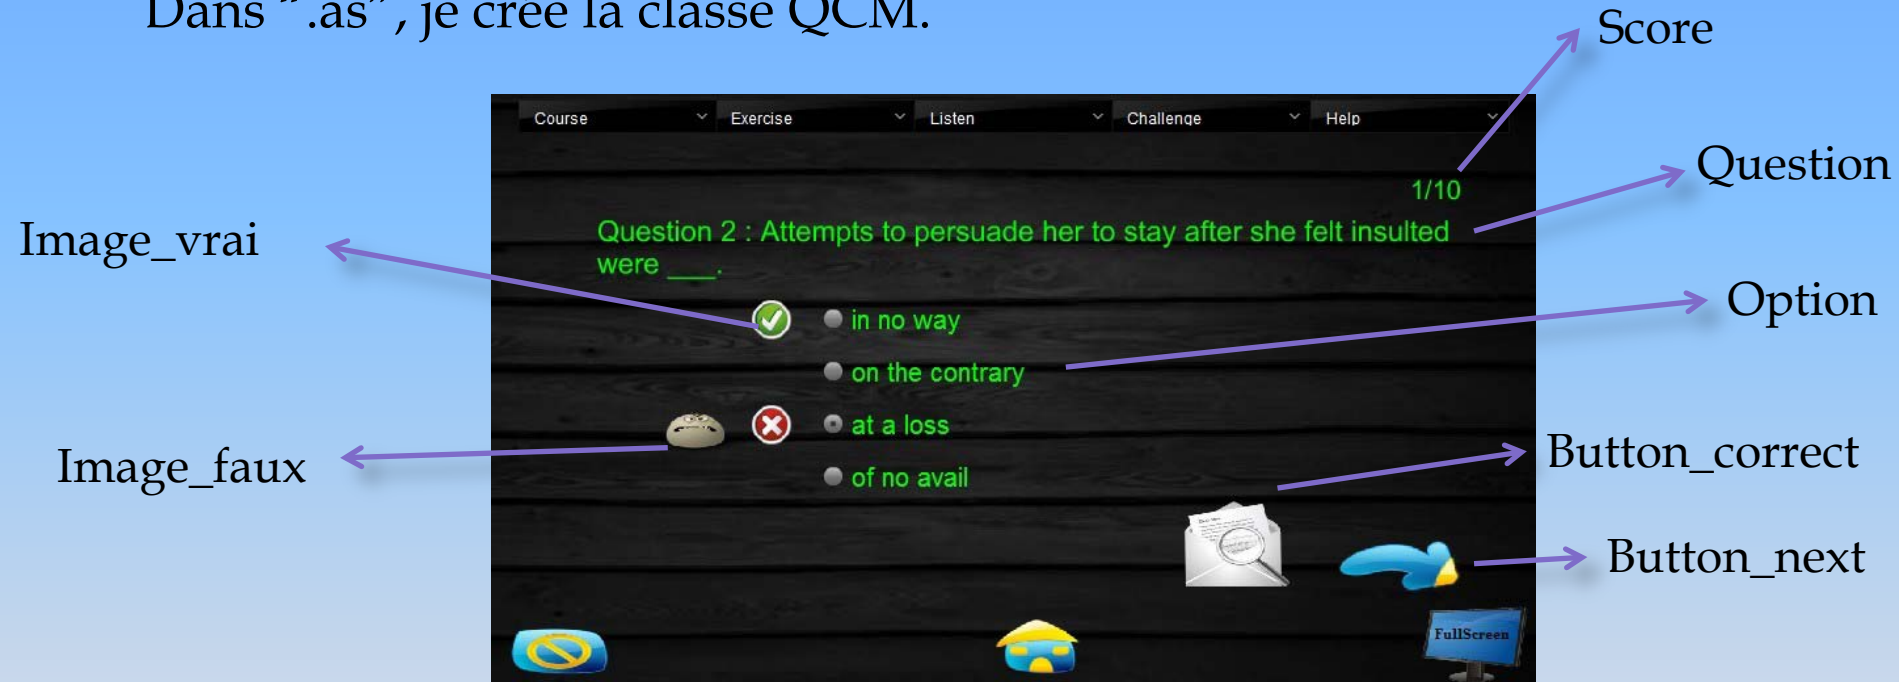 Dans “.as”, je crée la classe QCM.
Score
Course Exercise Listen Challenge Help
Question
1/10
Question 2 : Attempts to persuade her to stay after she felt insulted
were ___.
Image_vrai
Option
in no way
on the contrary
at a loss
of no avail
Image_faux
Button_correct
Button_next
FullScreen